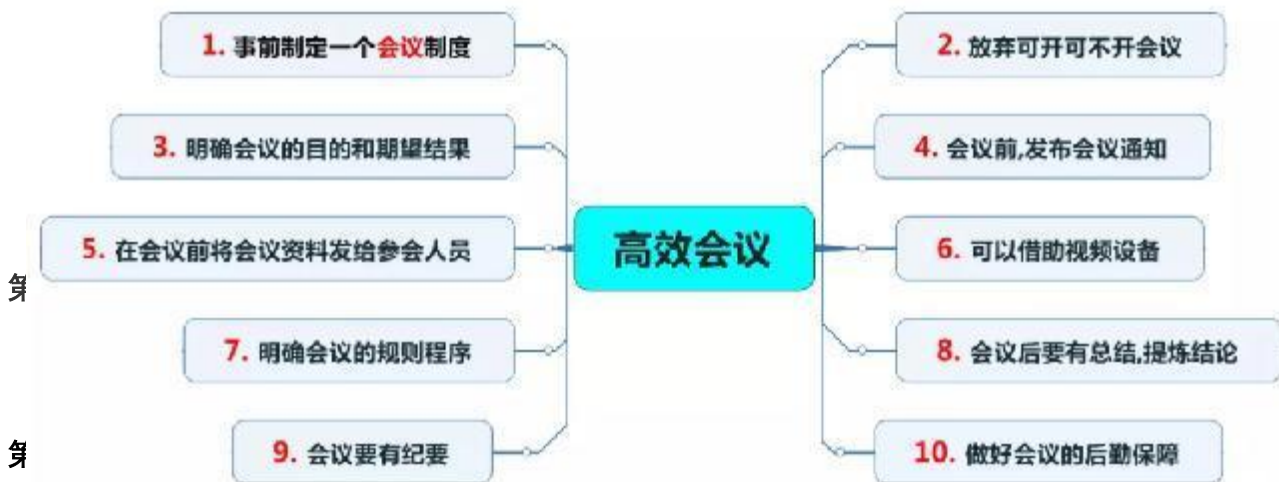 1. 事前制定一个会议制度
2. 放弃可开可不开会议
3. 明确会议的目的和期望结果
4. 会议前,发布会议通知
高效会议
5. 在会议前将会议资料发给参会人员
6. 可以借助视频设备
第
7. 明确会议的规则程序
8. 会议后要有总结,提炼结论
第
9. 会议要有纪要
10. 做好会议的后勤保障